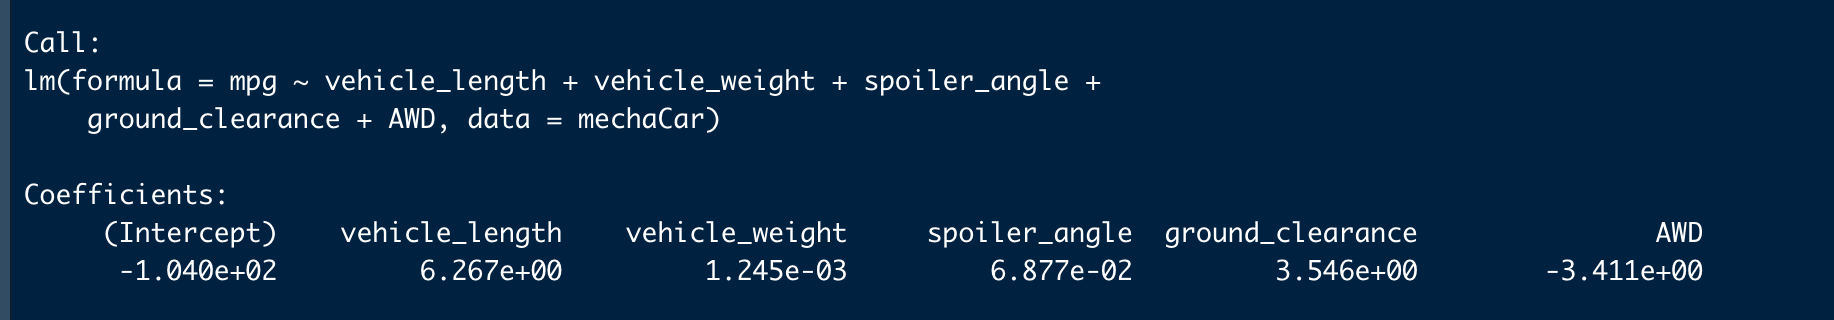 Call:
lm(formula = mpg ~ vehicle_length + vehicle_weight + spoiler_angle +
    ground_clearance + AWD, data = mechaCar)

Coefficients:
     (Intercept)    vehicle_length    vehicle_weight     spoiler_angle  ground_clearance               AWD
      -1.040e+02         6.267e+00         1.245e-03         6.877e-02         3.546e+00        -3.411e+00